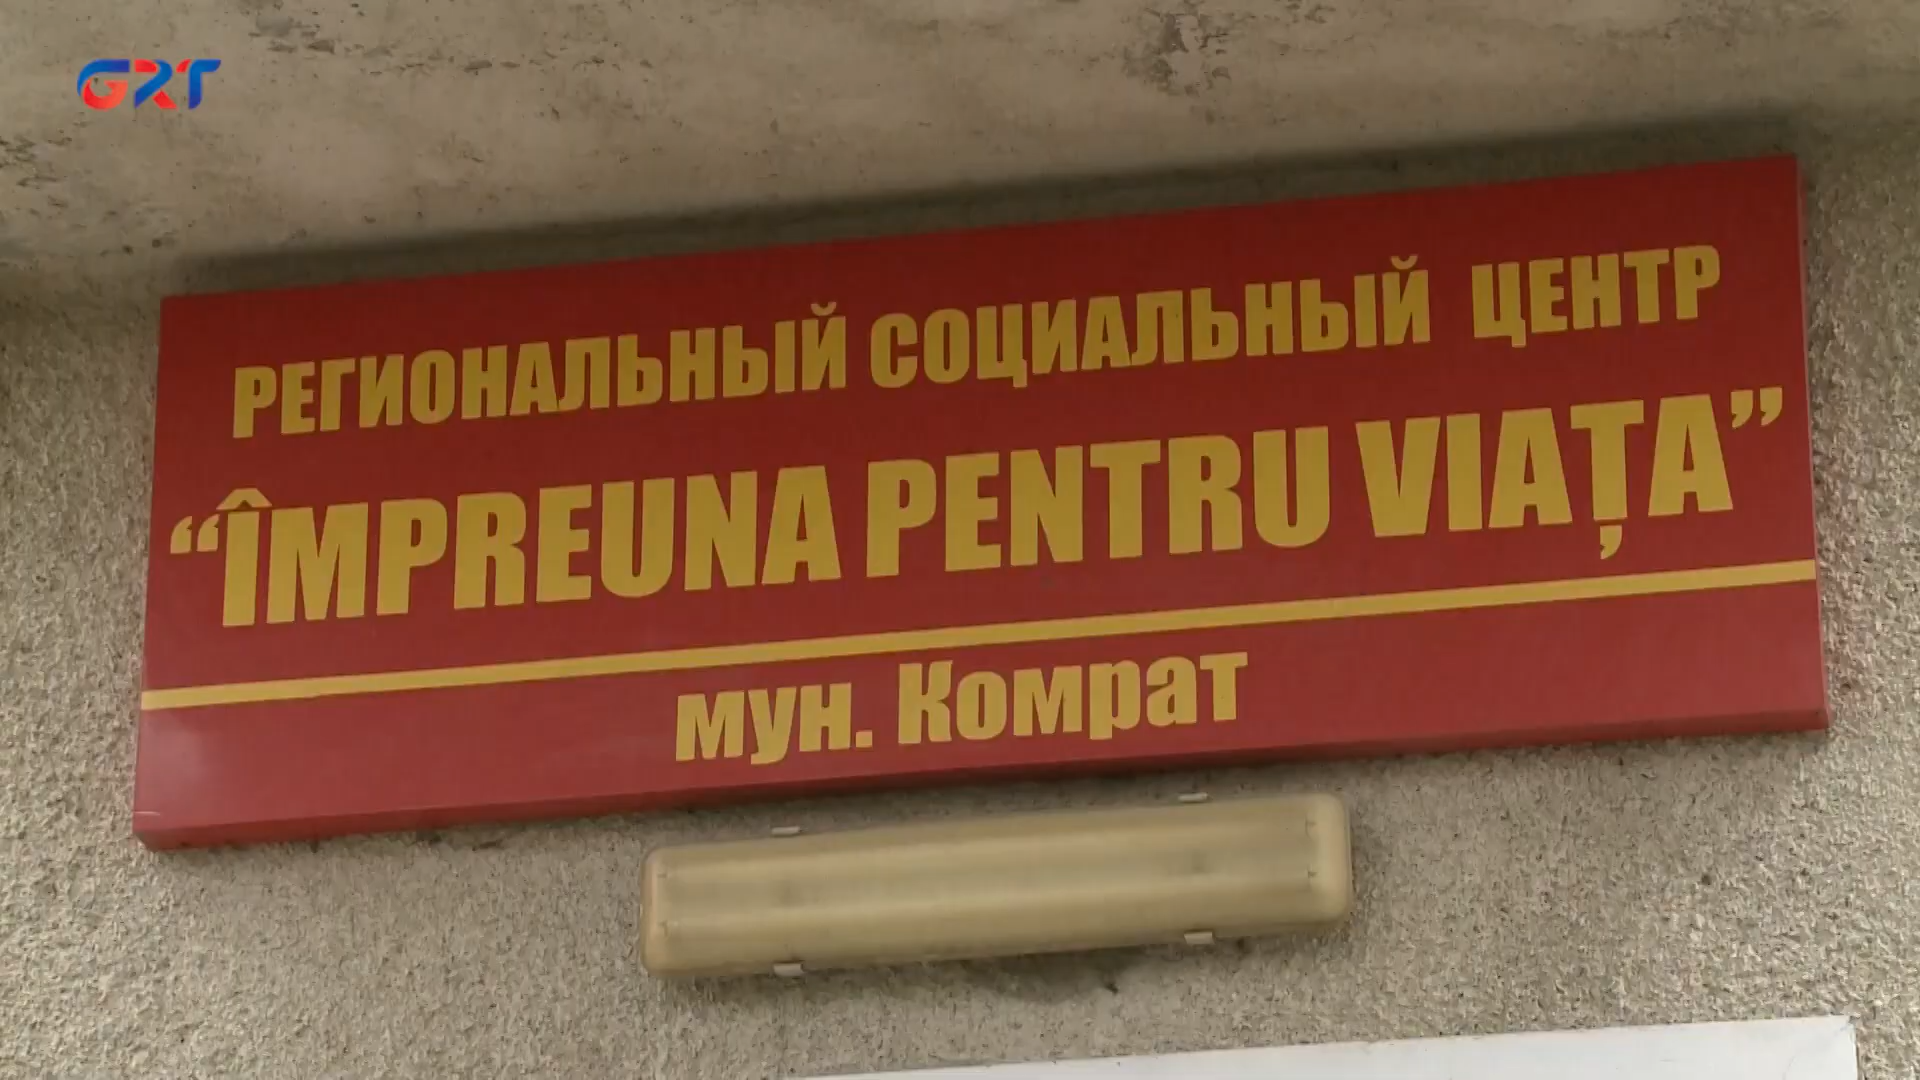 GRT
РЕГИОНАЛЬНЫЙ СОЦИАЛЬНЫЙ ЦЕНТР
“ÎMPREUNA PENTRU VIAȚA”
мун. Комрат